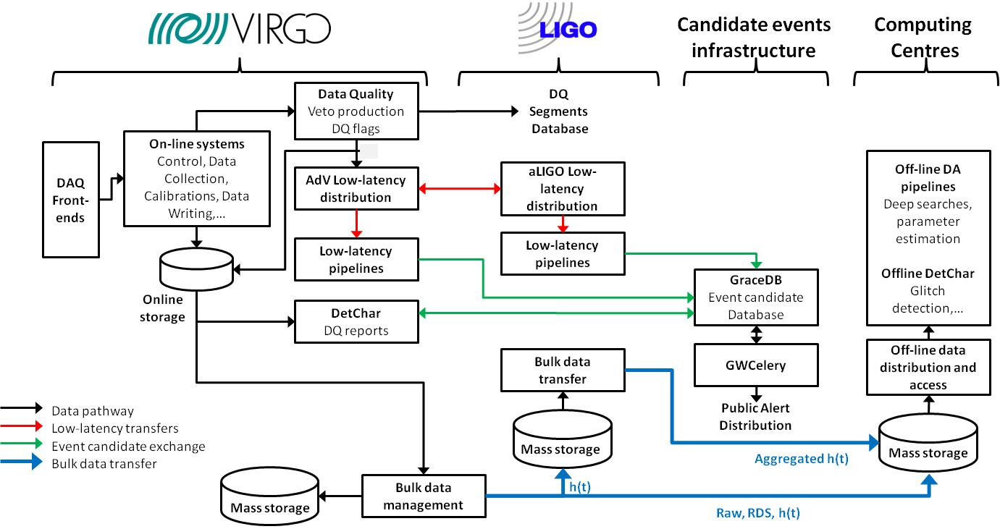 VIRGO
LIGO
Candidate events
infrastructure
Computing
Centres
Data Quality
Veto production
DQ flags
DQ
Segments
Database
DAQ
Front-
ends
On-line systems
Control, Data
Collection,
Calibrations, Data
Writing,...
AdV Low-latency
distribution
aLIGO Low-
latency
distribution
Off-line DA
pipelines
Deep searches,
parameter
estimation
Offline DetChar
Glitch
detection,...
Low-latency
pipelines
Low-latency
pipelines
Online
storage
GraceDB
Event candidate
Database
DetChar
DQ reports
Bulk data
transfer
GWCelery
Off-line data
distribution and
access
Public Alert
Distribution
Data pathway
Low-latency transfers
Event candidate exchange
Bulk data transfer
Mass storage
Mass storage
Aggregated h(t)
Mass storage
Bulk data
management
h(t)
Raw, RDS, h(t)